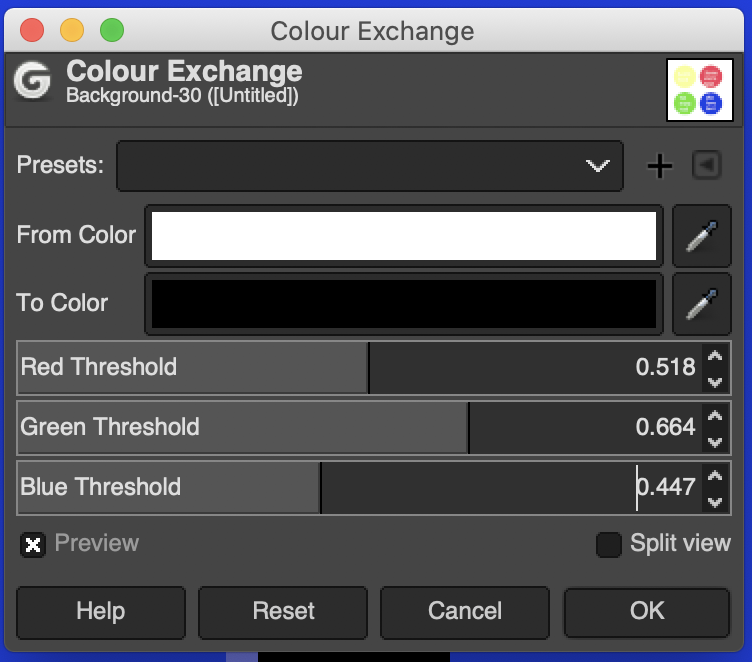 Colour Exchange
Colour Exchange
Background-30 ([Untitled])
Presets:
From Color
To Color
Red Threshold 0.518
Green Threshold 0.664
Blue Threshold 0.447
Preview Split view
Help Reset Cancel OK